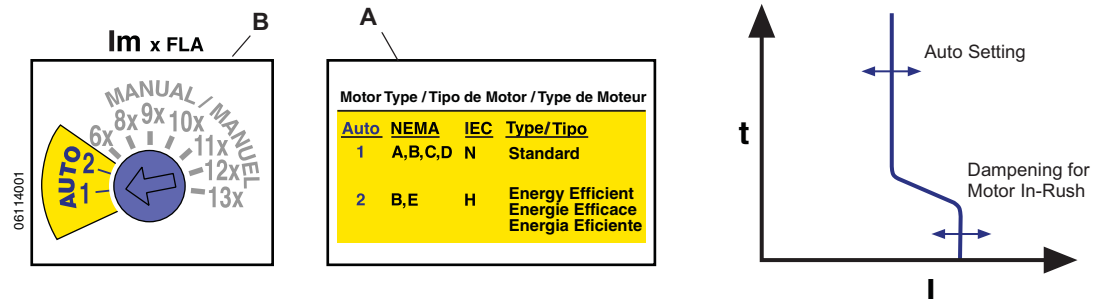 B
Im x FLA
MANUAL / MANUEL
6x 8x 9x 10x 11x 12x 13x
AUTO
2
1
06114001
A
Motor Type / Tipo de Motor / Type de Moteur
Auto NEMA IEC Type/Tipo
1 A,B,C,D N Standard
2 B,E H Energy Efficient
Energie Efficace
Energia Eficiente
t
Auto Setting
Dampening for
Motor In-Rush
I